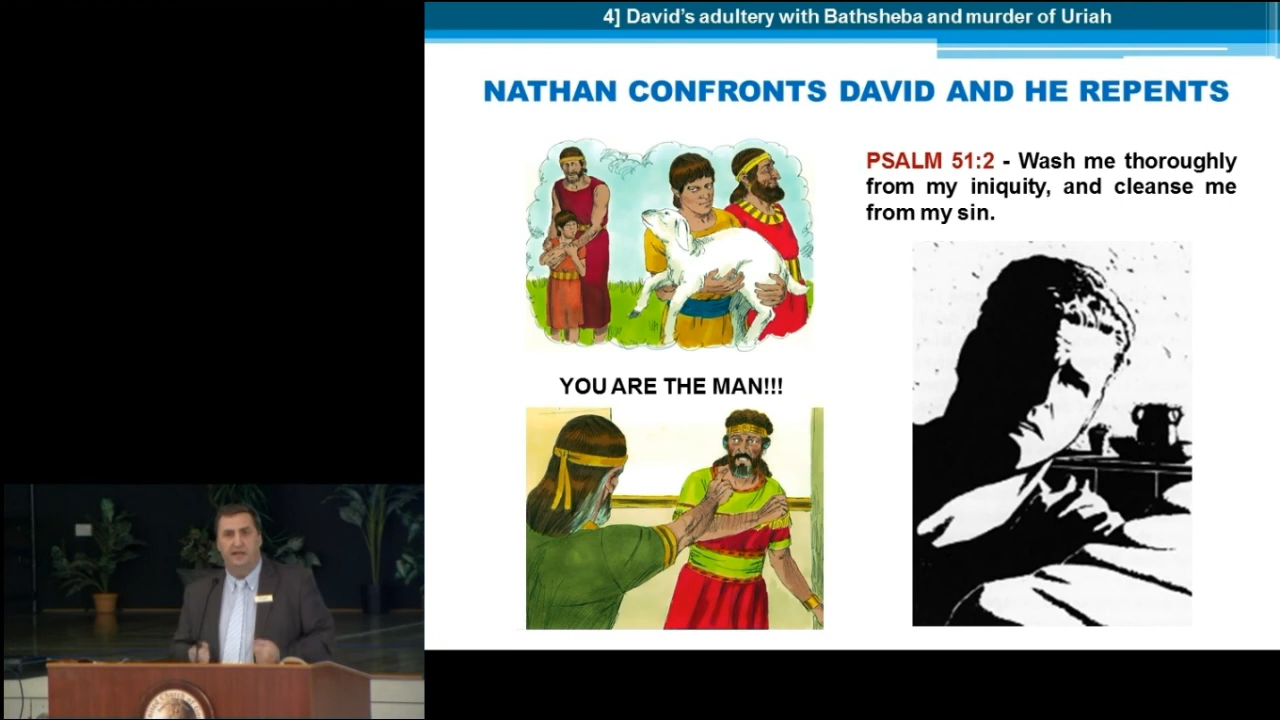 4] David's adultery with Bathsheba and murder of Uriah
NATHAN CONFRONTS DAVID AND HE REPENTS
PSALM 51:2 - Wash me thoroughly
from my iniquity, and cleanse me
from my sin.
YOU ARE THE MAN!!!